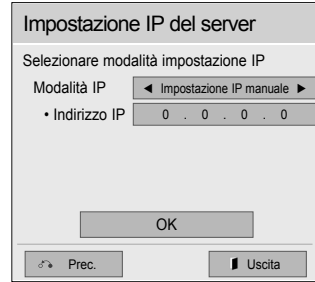 Impostazione IP del server
Selezionare modalità impostazione IP
Modalità IP ◄ Impostazione IP manuale ►
• Indirizzo IP 0 . 0 . 0 . 0
OK
Prec. Uscita